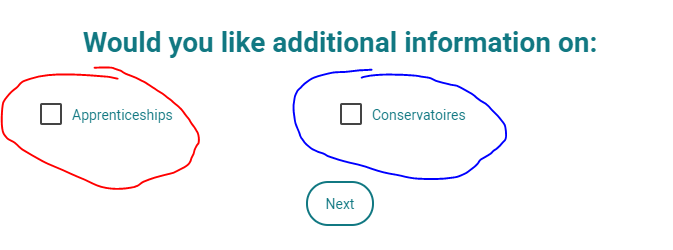 Would you like additional information on:
Apprenticeships Conservatoires
Next